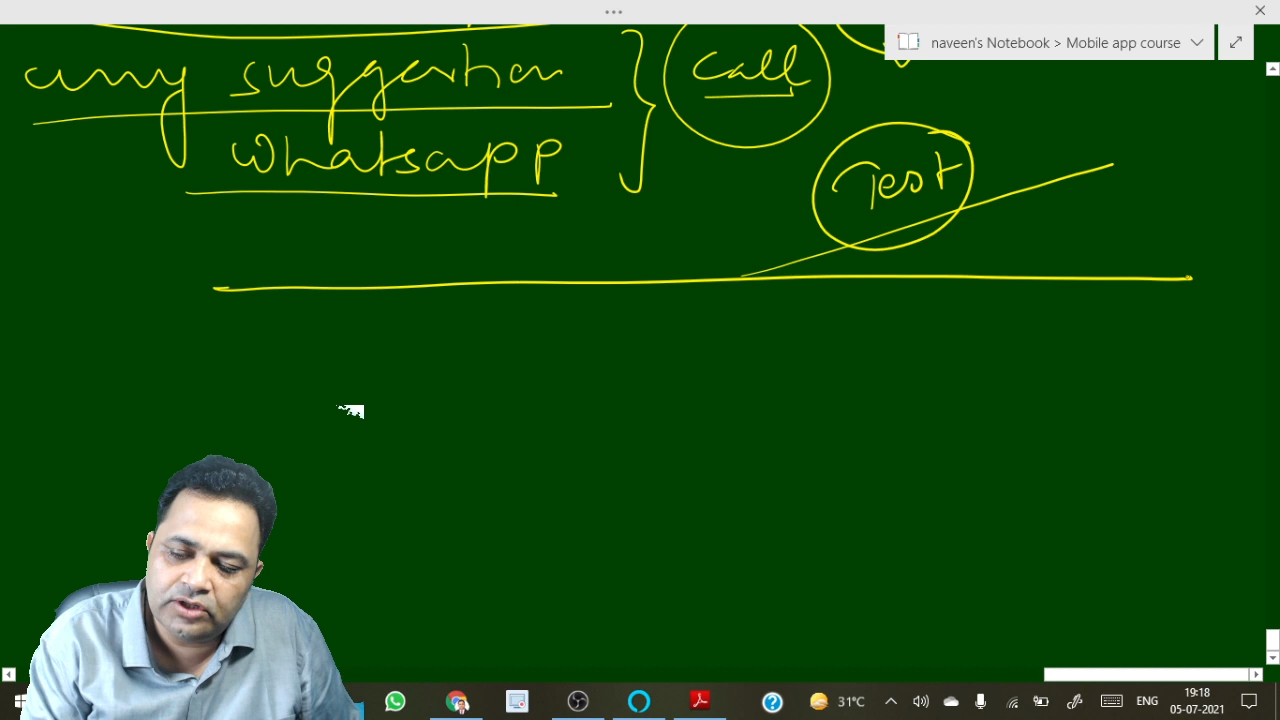 naveen's Notebook > Mobile app course
any suggestion
call
whatsapp
Test
31°C
ENG
19:18
05-07-2021